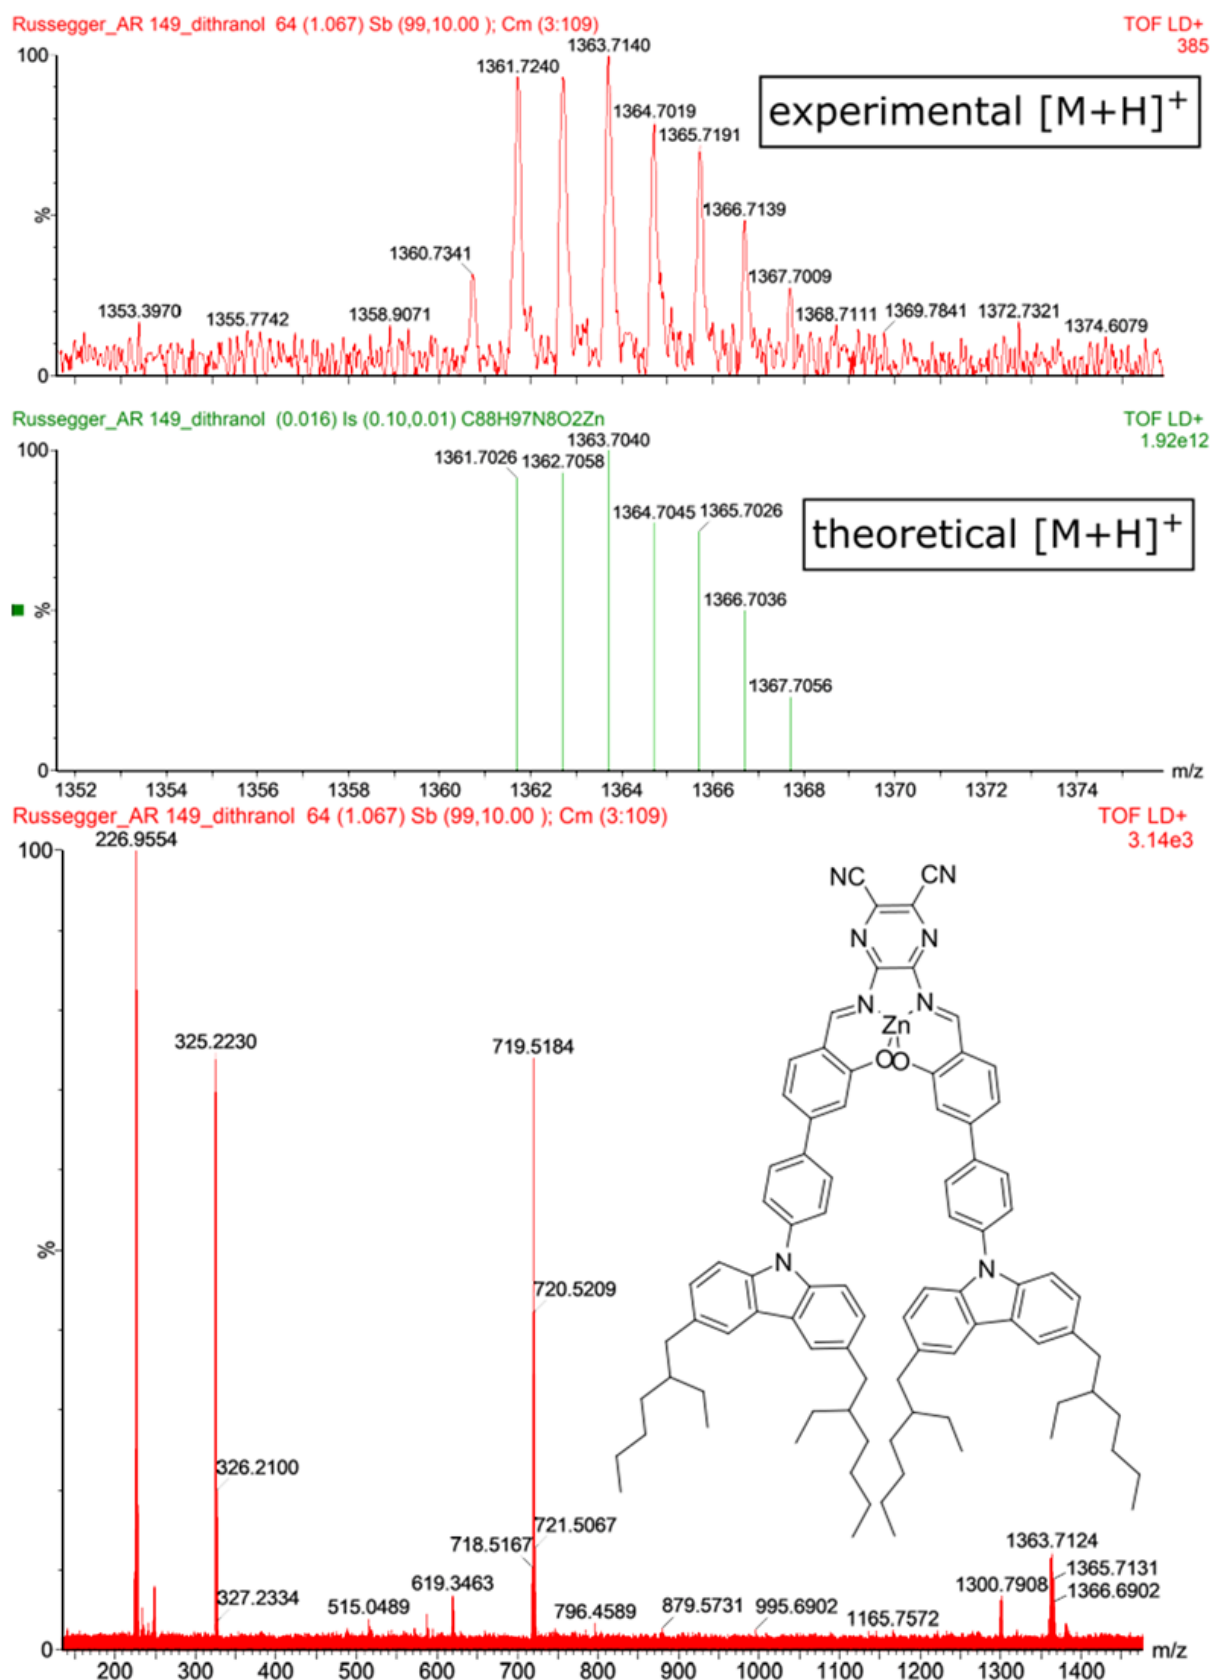 Russegger_AR 149_dithranol 64 (1.067) Sb (99,10.00 ); Cm (3:109)
TOF LD+
385
100
%
0
1363.7140
1361.7240
1364.7019
1365.7191
1366.7139
1360.7341
1367.7009
1353.3970
1355.7742
1358.9071
1368.7111
1369.7841
1372.7321
1374.6079
experimental [M+H]+
Russegger_AR 149_dithranol (0.016) Is (0.10,0.01) C88H97N8O2Zn
TOF LD+
1.92e12
100
%
0
1363.7040
1361.7026
1362.7058
1364.7045
1365.7026
1366.7036
1367.7056
theoretical [M+H]+
1352 1354 1356 1358 1360 1362 1364 1366 1368 1370 1372 1374 m/z
Russegger_AR 149_dithranol 64 (1.067) Sb (99,10.00 ); Cm (3:109)
TOF LD+
3.14e3
100
%
0
226.9554
325.2230
719.5184
720.5209
326.2100
721.5067
718.5167
327.2334
515.0489
619.3463
796.4589
879.5731
995.6902
1165.7572
1300.7908
1363.7124
1365.7131
1366.6902
NC CN
N N
N N
Zn
O O
N N
200 300 400 500 600 700 800 900 1000 1100 1200 1300 1400 m/z